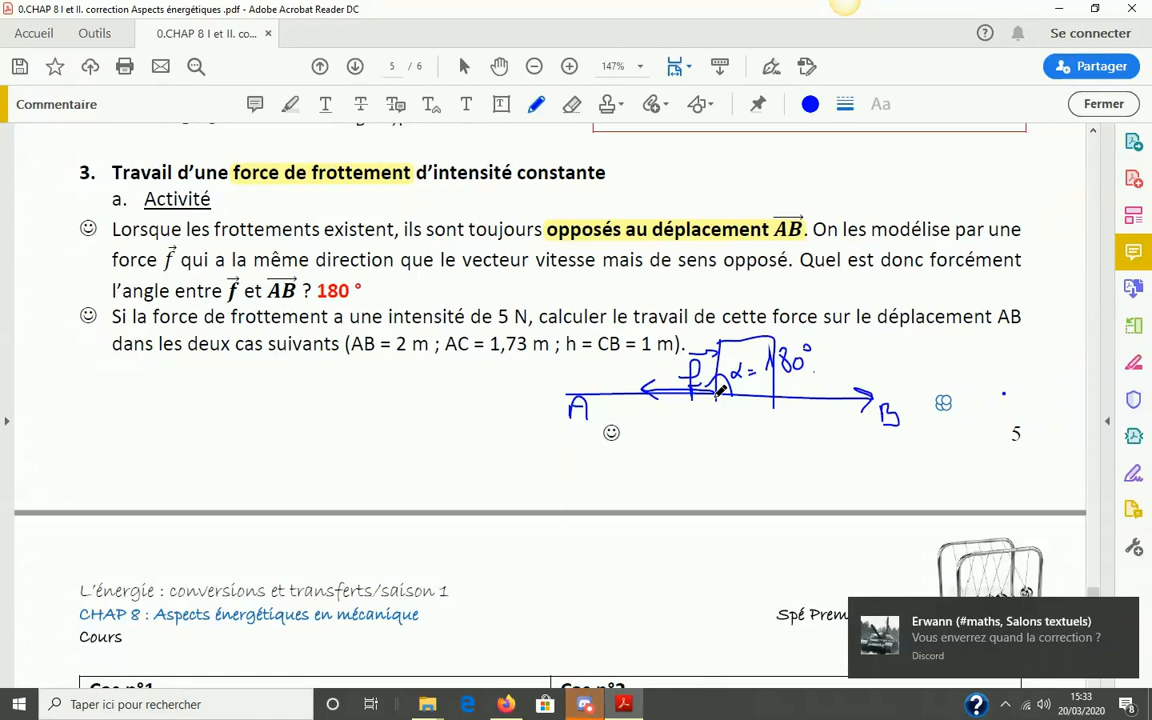 0.CHAP 8 I et II. correction Aspects énergétiques .pdf - Adobe Acrobat Reader DC
Accueil Outils 0.CHAP 8 I et II. co... × Se connecter
5 / 6 147% Partager
Commentaire Aa Fermer
3. Travail d'une force de frottement d'intensité constante
a. Activité
Lorsque les frottements existent, ils sont toujours opposés au déplacement AB. On les modélise par une
force f qui a la même direction que le vecteur vitesse mais de sens opposé. Quel est donc forcément
l'angle entre f et AB ? 180 °
Si la force de frottement a une intensité de 5 N, calculer le travail de cette force sur le déplacement AB
dans les deux cas suivants (AB = 2 m ; AC = 1,73 m ; h = CB = 1 m).
f α = 180°
A B
5
L'énergie : conversions et transferts/saison 1
CHAP 8 : Aspects énergétiques en mécanique Spé Prem
Cours
Erwann (#maths, Salons textuels)
Vous enverrez quand la correction ?
Discord
Cas n°1 Cas n°2
Taper ici pour rechercher
15:33
20/03/2020
8